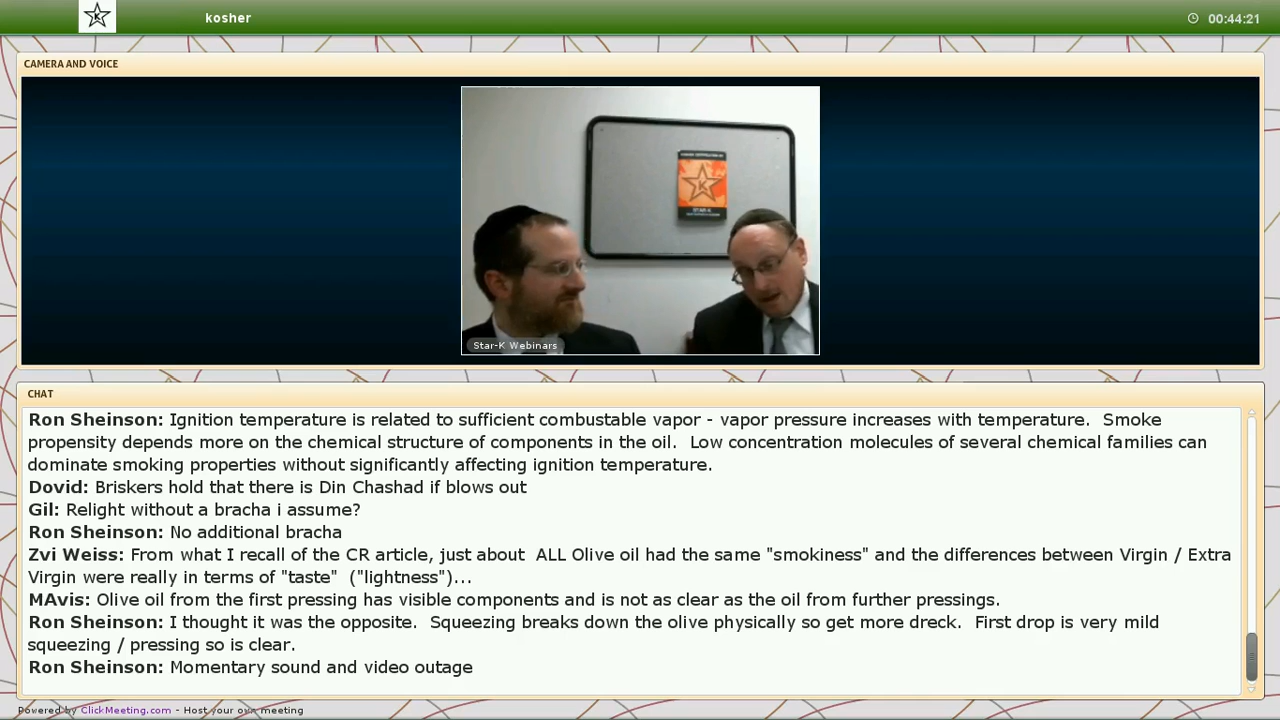 K
kosher
00:44:21
CAMERA AND VOICE
K
STAR-K
Star-K Webinars
CHAT
Ron Sheinson: Ignition temperature is related to sufficient combustable vapor - vapor pressure increases with temperature.  Smoke
propensity depends more on the chemical structure of components in the oil.  Low concentration molecules of several chemical families can
dominate smoking properties without significantly affecting ignition temperature.
Dovid: Briskers hold that there is Din Chashad if blows out
Gil: Relight without a bracha i assume?
Ron Sheinson: No additional bracha
Zvi Weiss: From what I recall of the CR article, just about  ALL Olive oil had the same "smokiness" and the differences between Virgin / Extra
Virgin were really in terms of "taste"  ("lightness")...
MAvis: Olive oil from the first pressing has visible components and is not as clear as the oil from further pressings.
Ron Sheinson: I thought it was the opposite.  Squeezing breaks down the olive physically so get more dreck.  First drop is very mild
squeezing / pressing so is clear.
Ron Sheinson: Momentary sound and video outage
Powered by ClickMeeting.com - Host your own meeting